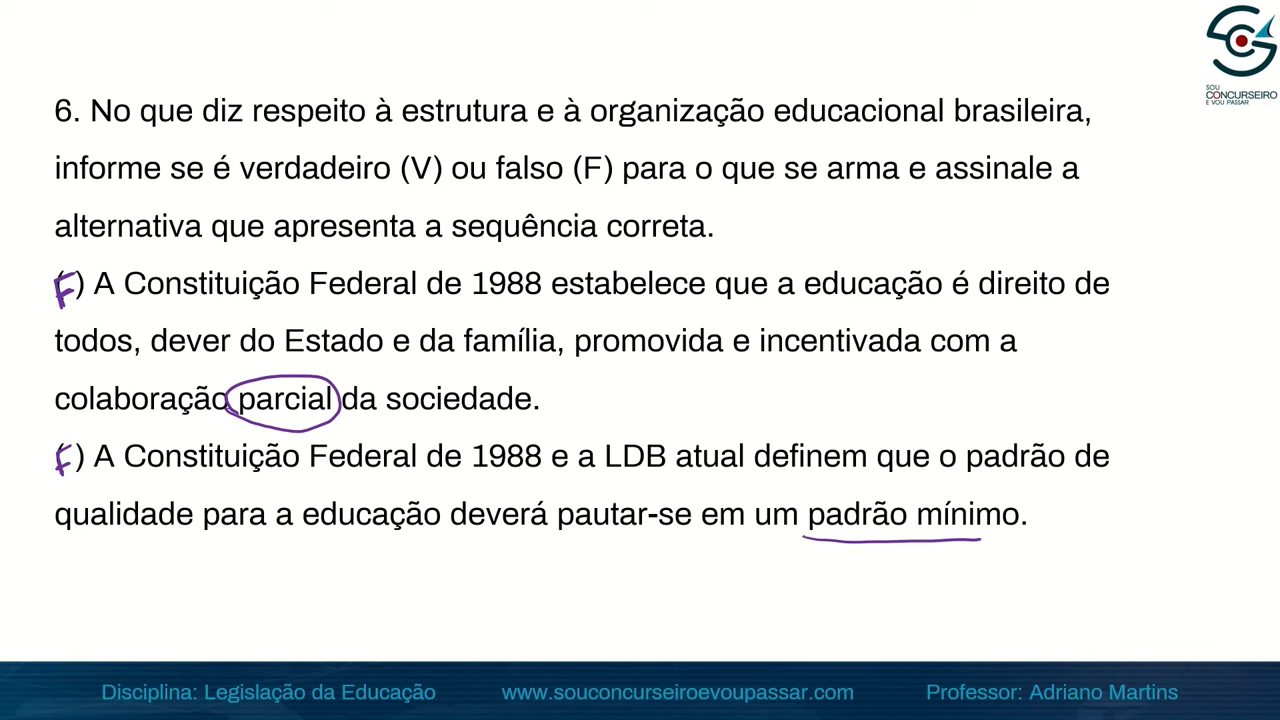 SOU
CONCURSEIRO
E VOU PASSAR
6. No que diz respeito à estrutura e à organização educacional brasileira,
informe se é verdadeiro (V) ou falso (F) para o que se arma e assinale a
alternativa que apresenta a sequência correta.
(F) A Constituição Federal de 1988 estabelece que a educação é direito de
todos, dever do Estado e da família, promovida e incentivada com a
colaboração parcial da sociedade.
(F) A Constituição Federal de 1988 e a LDB atual definem que o padrão de
qualidade para a educação deverá pautar-se em um padrão mínimo.
Disciplina: Legislação da Educação www.souconcurseiroevoupassar.com Professor: Adriano Martins